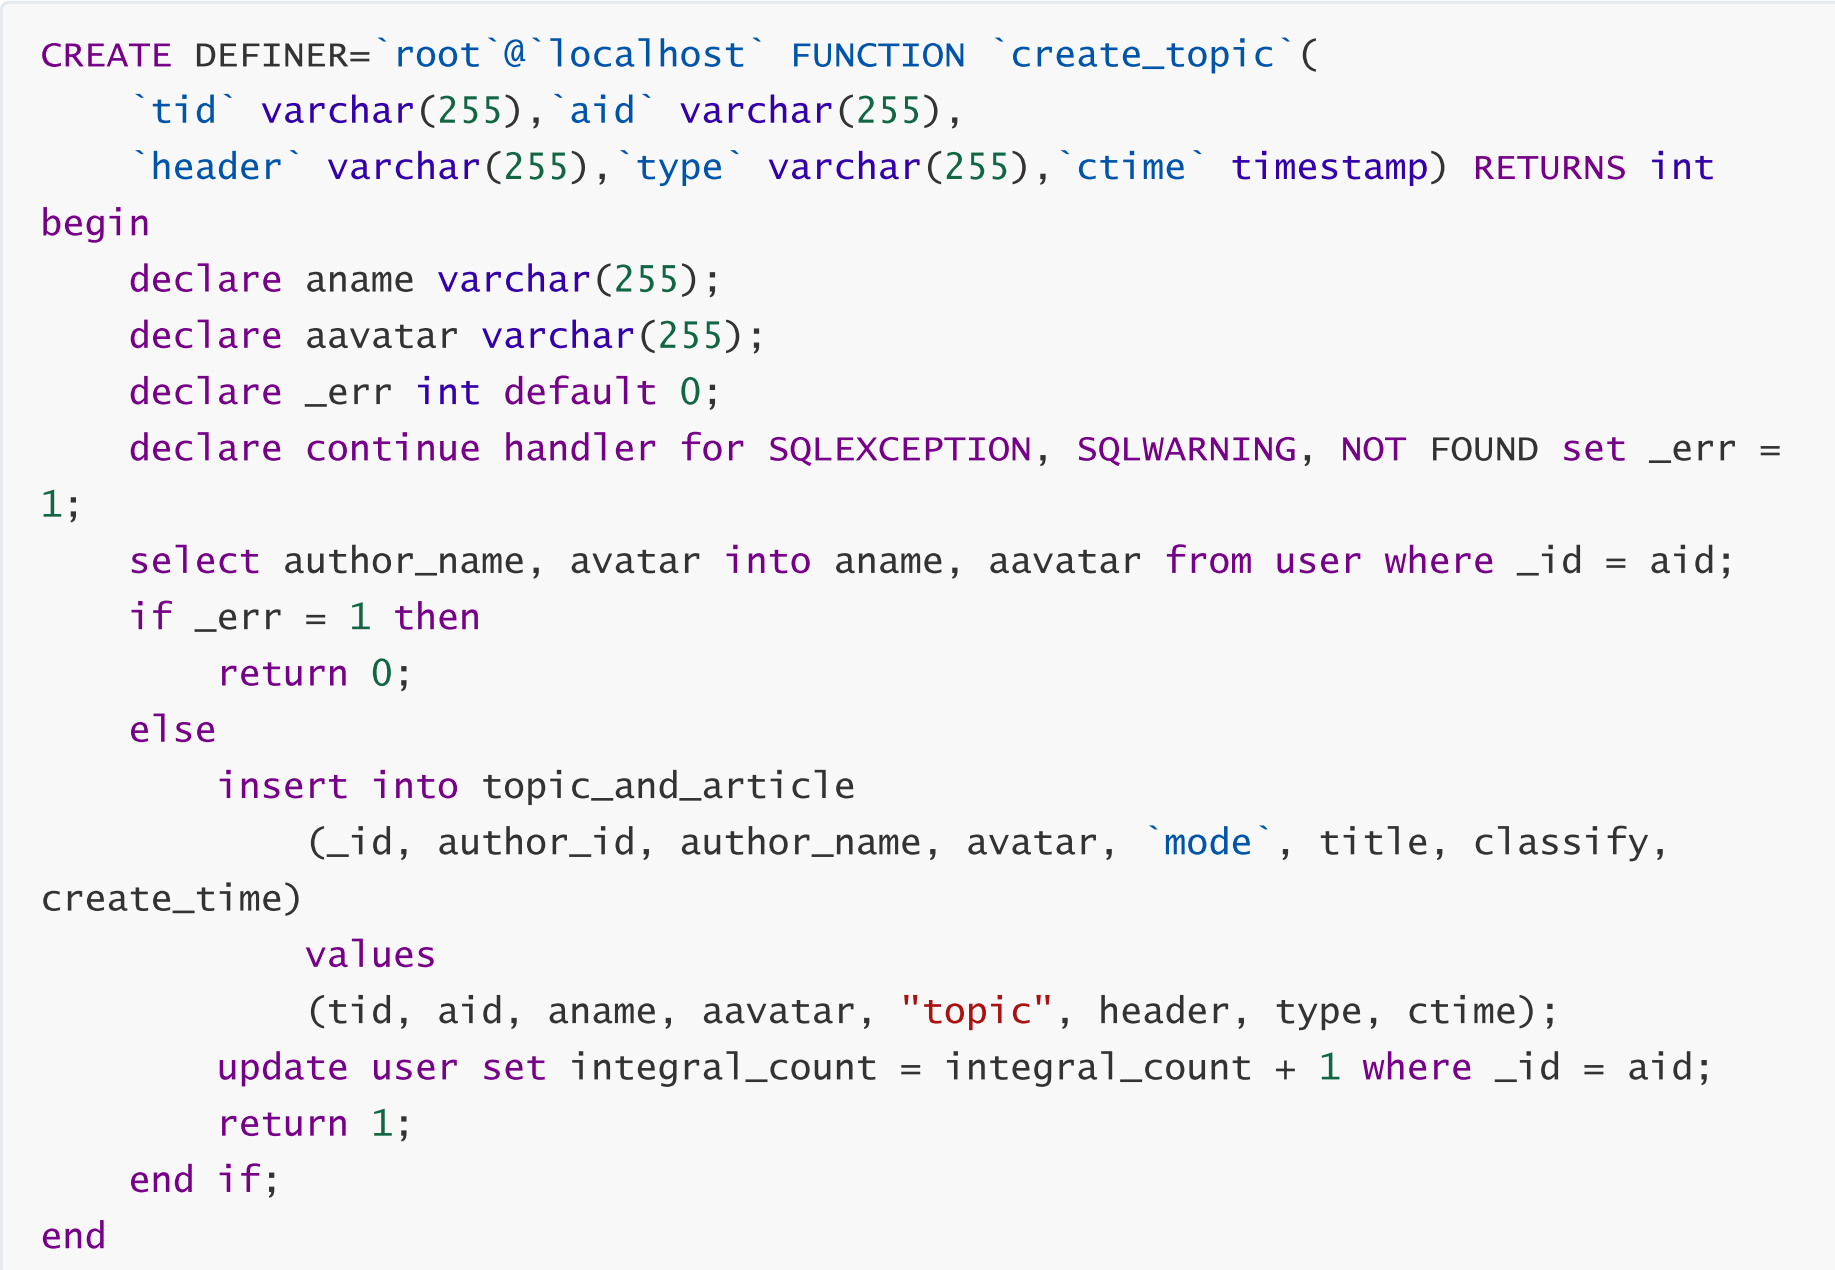 CREATE DEFINER=`root`@`localhost` FUNCTION `create_topic`(
    `tid` varchar(255),`aid` varchar(255),
    `header` varchar(255),`type` varchar(255),`ctime` timestamp) RETURNS int
begin
    declare aname varchar(255);
    declare aavatar varchar(255);
    declare _err int default 0;
    declare continue handler for SQLEXCEPTION, SQLWARNING, NOT FOUND set _err =
1;
    select author_name, avatar into aname, aavatar from user where _id = aid;
    if _err = 1 then
        return 0;
    else
        insert into topic_and_article
            (_id, author_id, author_name, avatar, `mode`, title, classify,
create_time)
            values
            (tid, aid, aname, aavatar, "topic", header, type, ctime);
        update user set integral_count = integral_count + 1 where _id = aid;
        return 1;
    end if;
end